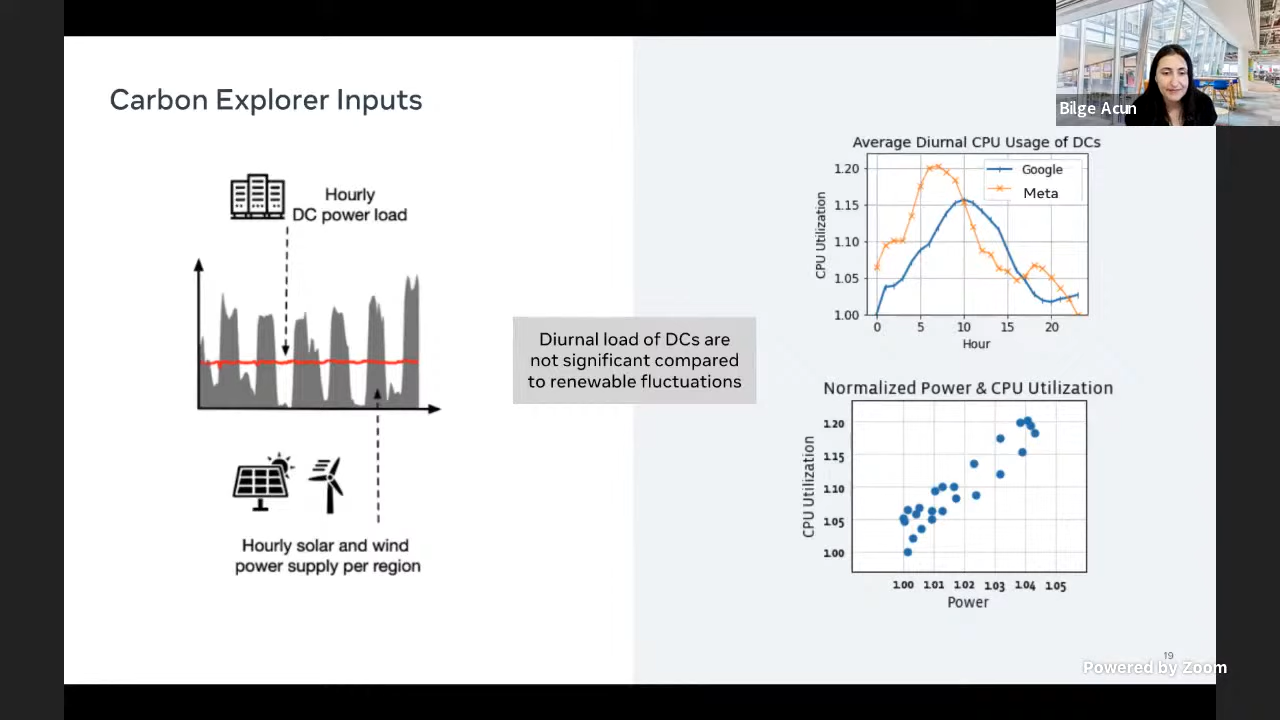 Carbon Explorer Inputs
Bilge Acun
Hourly
DC power load
Hourly solar and wind
power supply per region
Diurnal load of DCs are
not significant compared
to renewable fluctuations
Average Diurnal CPU Usage of DCs
CPU Utilization
1.20
1.15
1.10
1.05
1.00
Google
Meta
0 5 10 15 20
Hour
Normalized Power & CPU Utilization
CPU Utilization
1.20
1.15
1.10
1.05
1.00
1.00 1.01 1.02 1.03 1.04 1.05
Power
19
Powered by Zoom